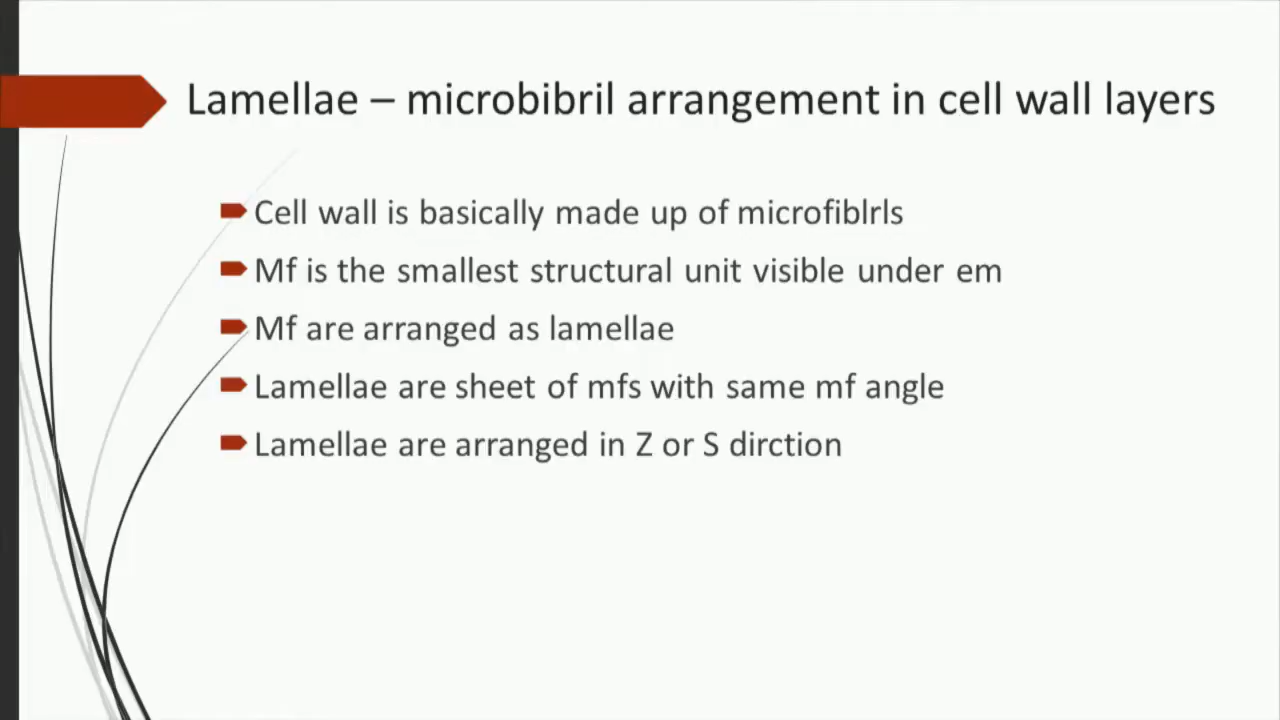 Lamellae – microbibril arrangement in cell wall layers
Cell wall is basically made up of microfiblrls
Mf is the smallest structural unit visible under em
Mf are arranged as lamellae
Lamellae are sheet of mfs with same mf angle
Lamellae are arranged in Z or S dirction